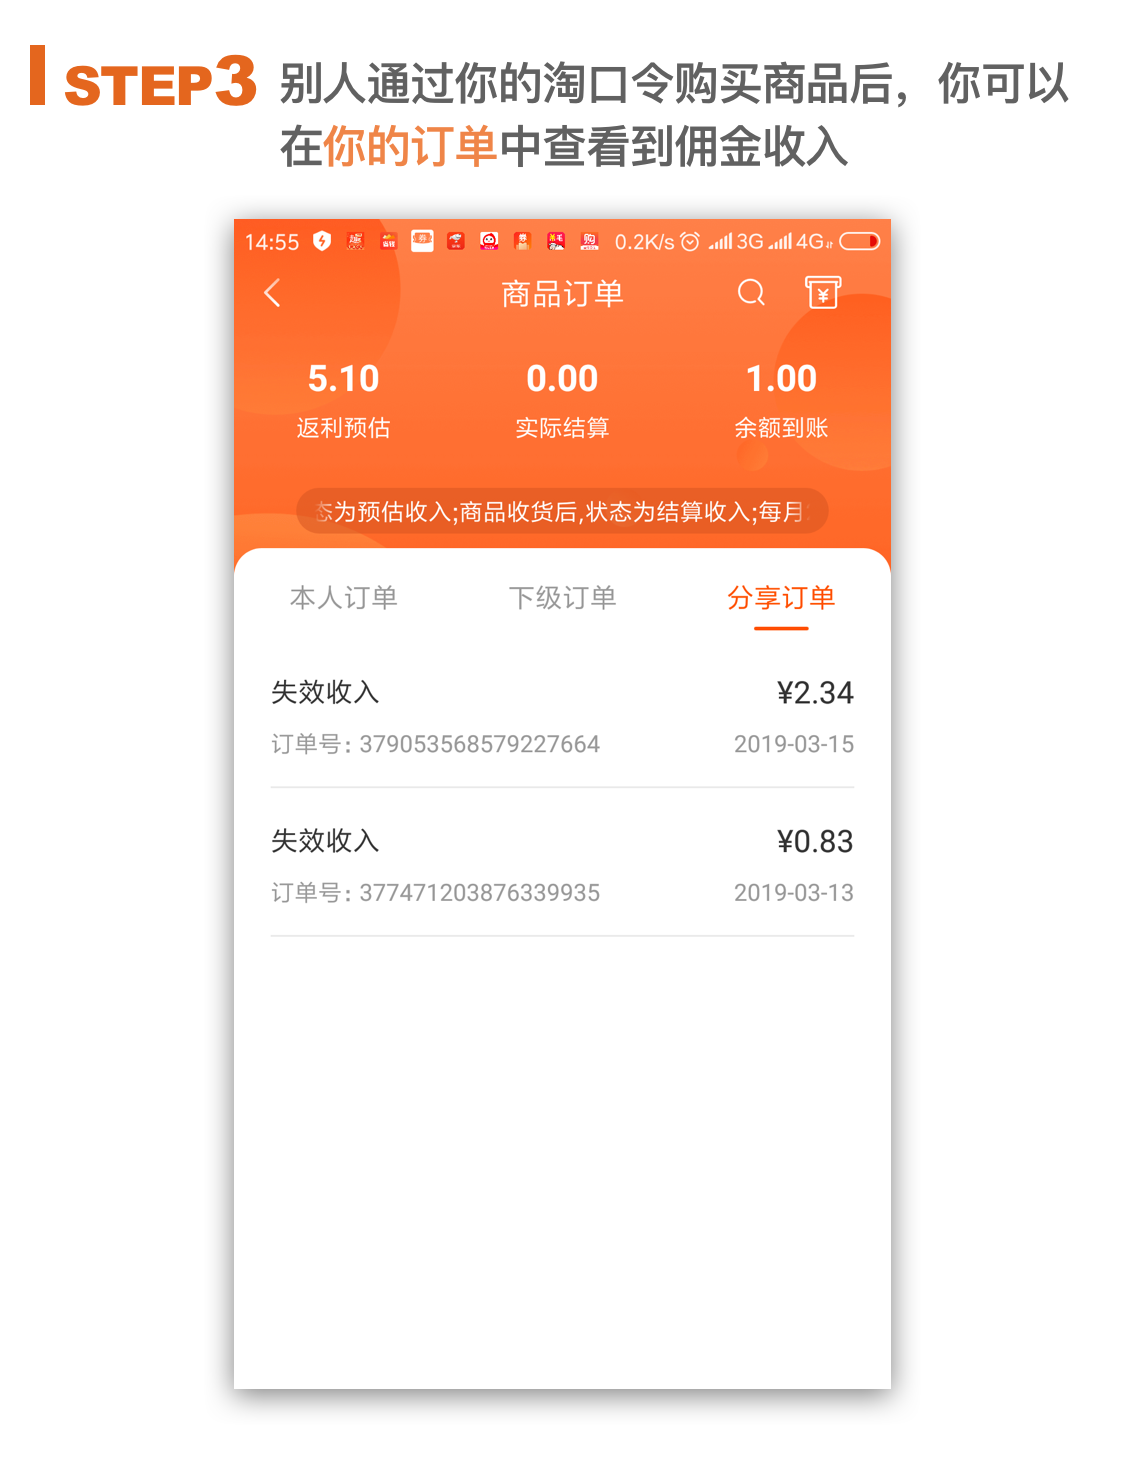 STEP3 别人通过你的淘口令购买商品后，你可以
在你的订单中查看到佣金收入
14:55 0.2K/s 3G 4G
商品订单
5.10 0.00 1.00
返利预估 实际结算 余额到账
态为预估收入;商品收货后,状态为结算收入;每月
本人订单 下级订单 分享订单
失效收入 ¥2.34
订单号: 379053568579227664 2019-03-15
失效收入 ¥0.83
订单号: 377471203876339935 2019-03-13